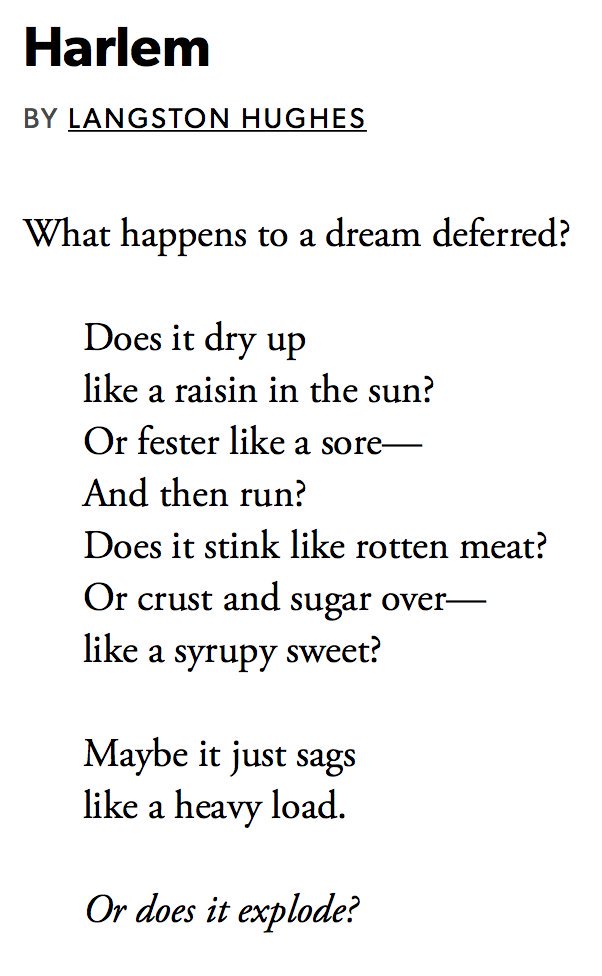 Harlem
BY LANGSTON HUGHES
What happens to a dream deferred?
Does it dry up
like a raisin in the sun?
Or fester like a sore—
And then run?
Does it stink like rotten meat?
Or crust and sugar over—
like a syrupy sweet?
Maybe it just sags
like a heavy load.
Or does it explode?